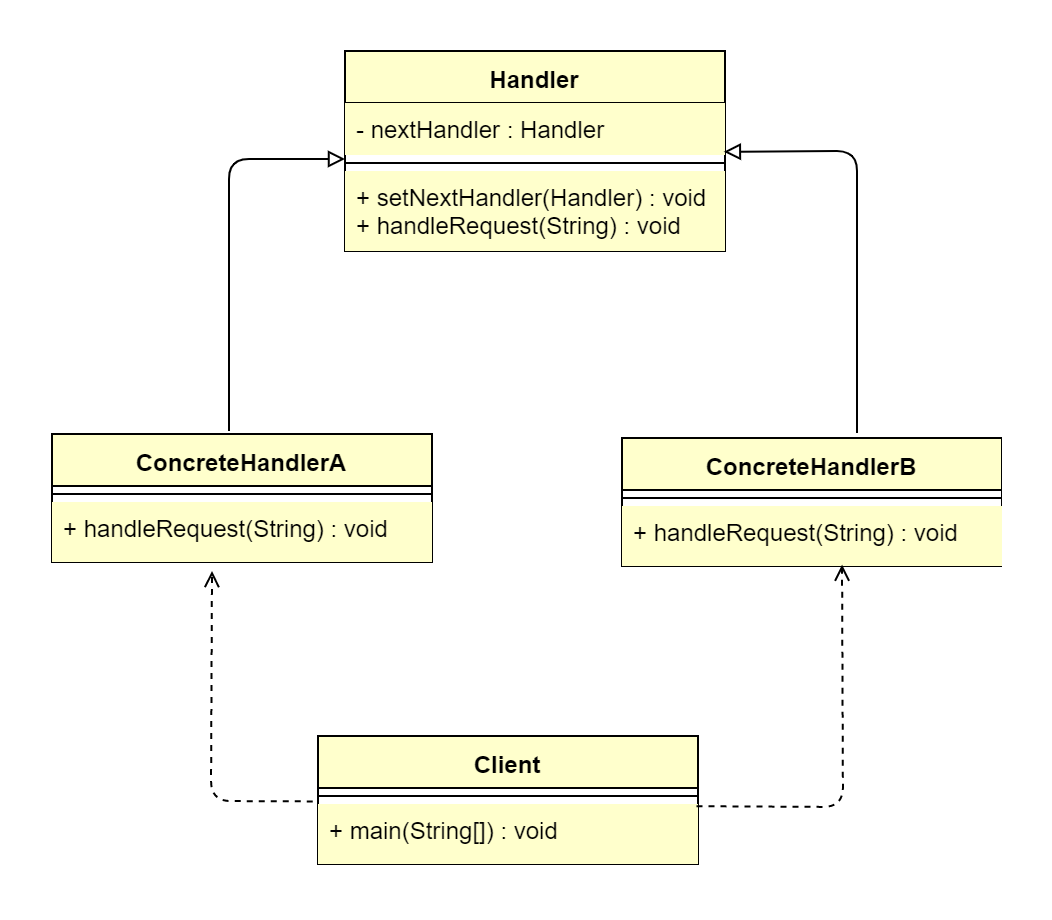 Handler
- nextHandler : Handler
+ setNextHandler(Handler) : void
+ handleRequest(String) : void
ConcreteHandlerA
+ handleRequest(String) : void
ConcreteHandlerB
+ handleRequest(String) : void
Client
+ main(String[]) : void